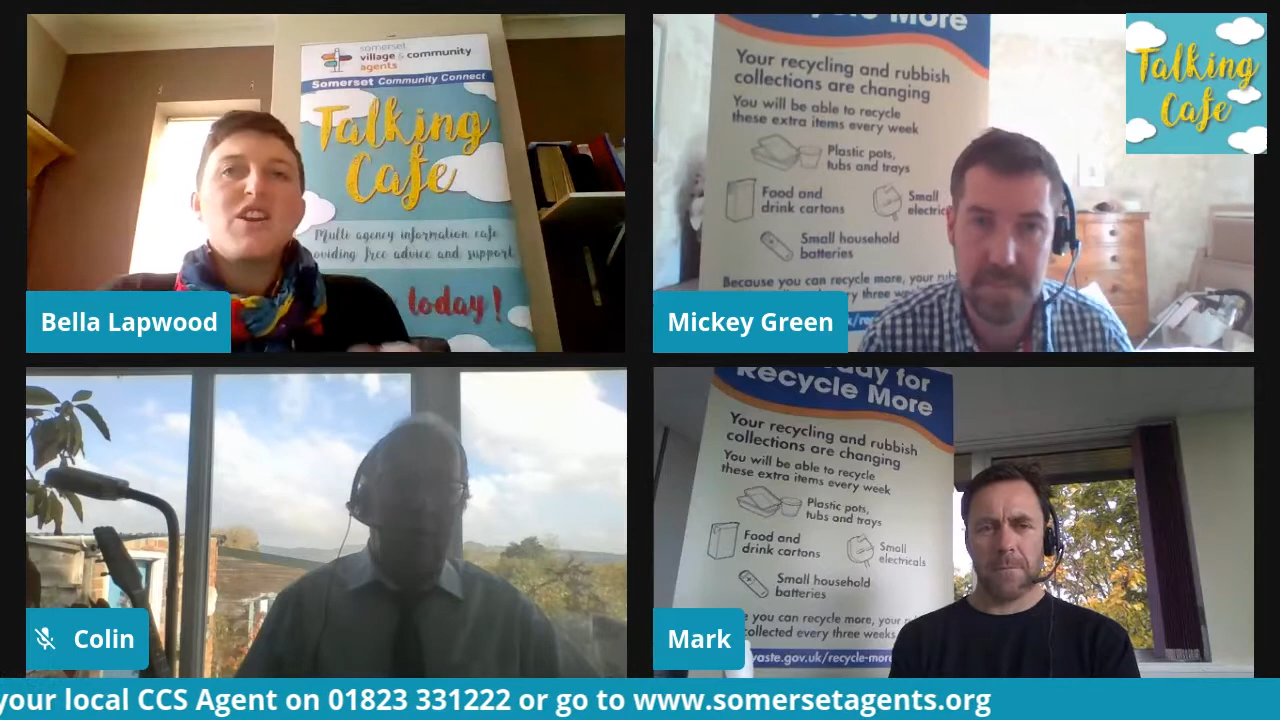 somerset
village & community
agents
Somerset Community Connect
Talking
Cafe
Multi agency information cafe
oviding free advice and support
today!
Bella Lapwood
ycle More
Your recycling and rubbish
collections are changing
You will be able to recycle
these extra items every week
Plastic pots,
tubs and trays
Food and
drink cartons
Small
electric
Small household
batteries
Because you can recycle more, your rub
y three
Mickey Green
Talking
Cafe
Colin
ady for
Recycle More
Your recycling and rubbish
collections are changing
You will be able to recycle
these extra items every week
Plastic pots,
tubs and trays
Food and
drink cartons
Small
electricals
Small household
batteries
e you can recycle more, your
collected every three weeks
vaste.gov.uk/recycle-more
Mark
your local CCS Agent on 01823 331222 or go to www.somersetagents.org